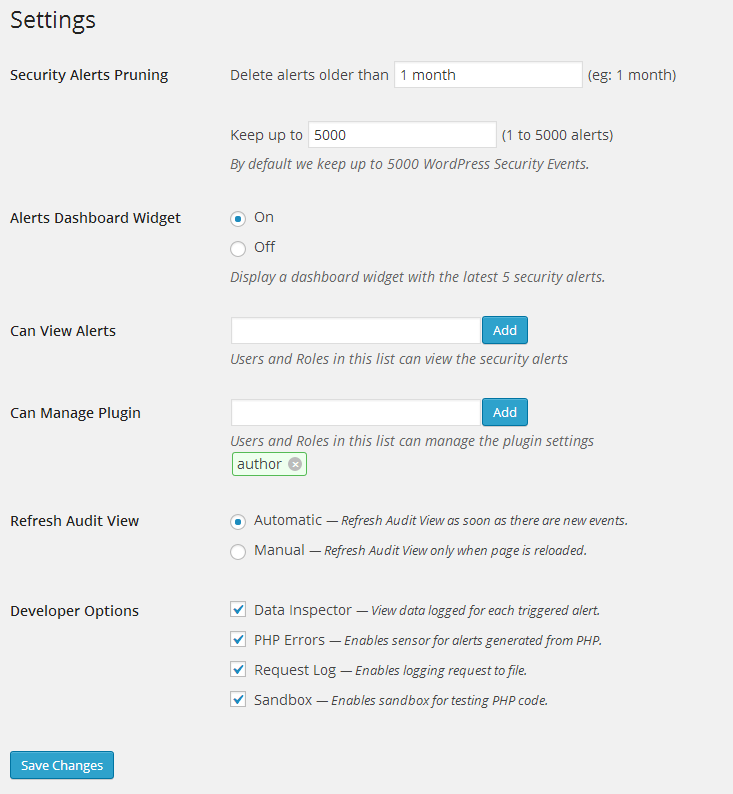 Settings
Security Alerts Pruning Delete alerts older than 1 month (eg: 1 month)
Keep up to 5000 (1 to 5000 alerts)
By default we keep up to 5000 WordPress Security Events.
Alerts Dashboard Widget On
Off
Display a dashboard widget with the latest 5 security alerts.
Can View Alerts Add
Users and Roles in this list can view the security alerts
Can Manage Plugin Add
Users and Roles in this list can manage the plugin settings
author
Refresh Audit View Automatic — Refresh Audit View as soon as there are new events.
Manual — Refresh Audit View only when page is reloaded.
Developer Options Data Inspector — View data logged for each triggered alert.
PHP Errors — Enables sensor for alerts generated from PHP.
Request Log — Enables logging request to file.
Sandbox — Enables sandbox for testing PHP code.
Save Changes